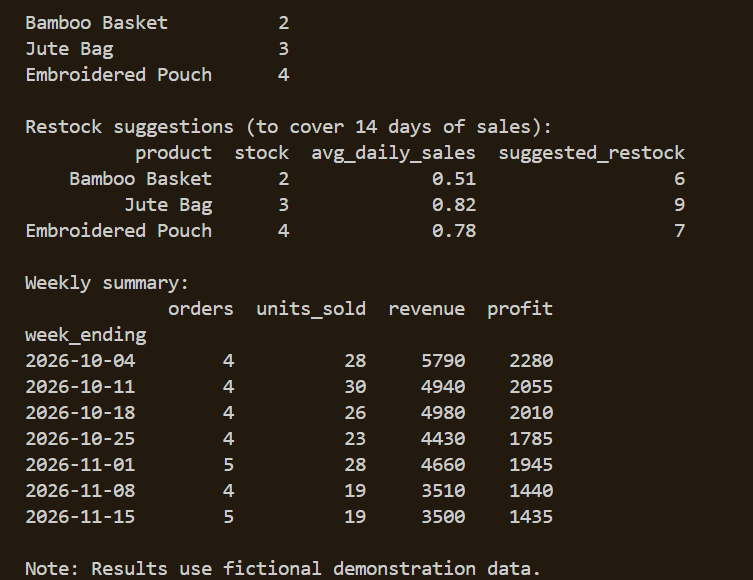 Bamboo Basket          2
Jute Bag               3
Embroidered Pouch      4
Restock suggestions (to cover 14 days of sales):
          product  stock  avg_daily_sales  suggested_restock
    Bamboo Basket      2             0.51                  6
         Jute Bag      3             0.82                  9
Embroidered Pouch      4             0.78                  7
Weekly summary:
             orders  units_sold  revenue  profit
week_ending
2026-10-04        4          28     5790    2280
2026-10-11        4          30     4940    2055
2026-10-18        4          26     4980    2010
2026-10-25        4          23     4430    1785
2026-11-01        5          28     4660    1945
2026-11-08        4          19     3510    1440
2026-11-15        5          19     3500    1435
Note: Results use fictional demonstration data.